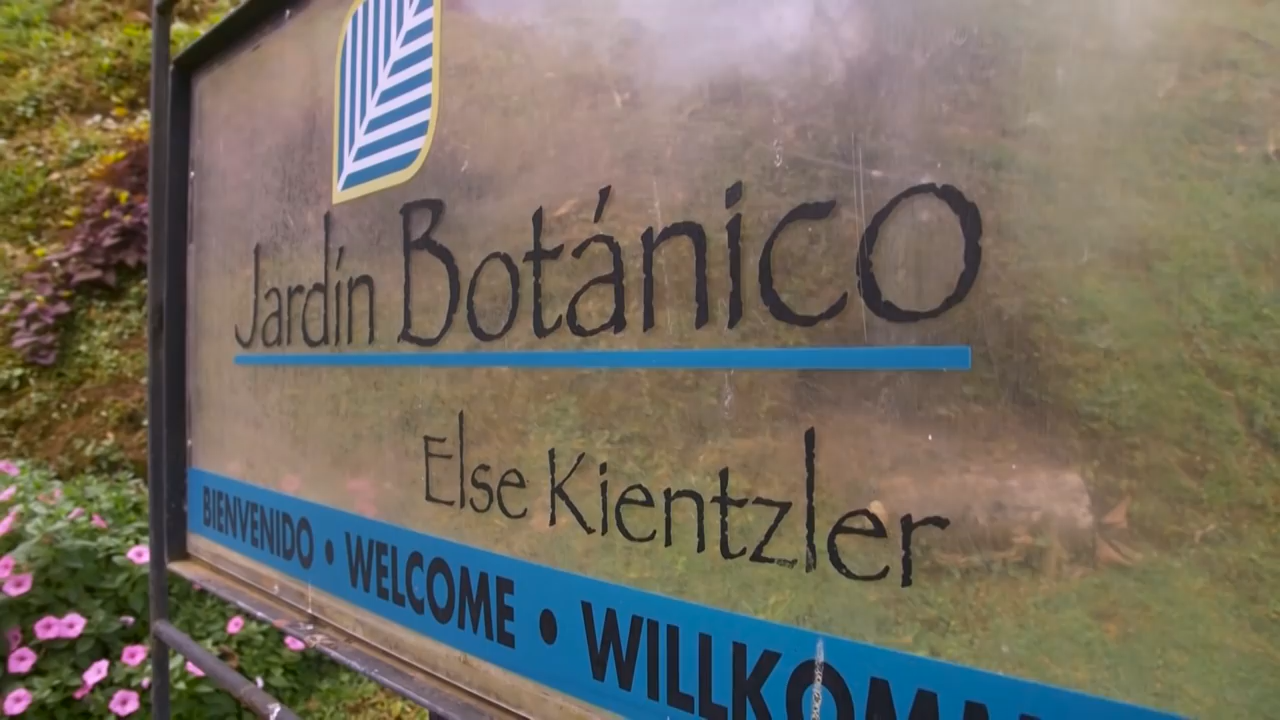 Jardín Botánico
Else Kientzler
BIENVENIDO • WELCOME •